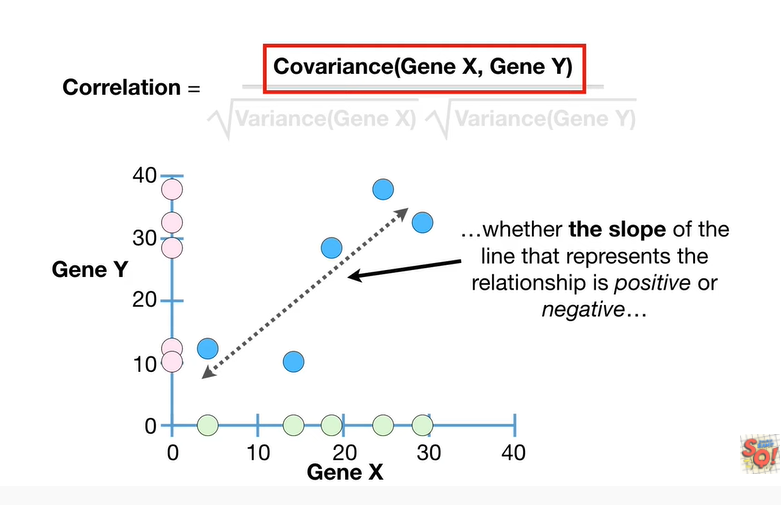 Covariance(Gene X, Gene Y)
Correlation =
√Variance(Gene X) √Variance(Gene Y)
40
30
20
10
0
Gene Y
…whether the slope of the
line that represents the
relationship is positive or
negative…
0 10 20 30 40
Gene X
SQ!